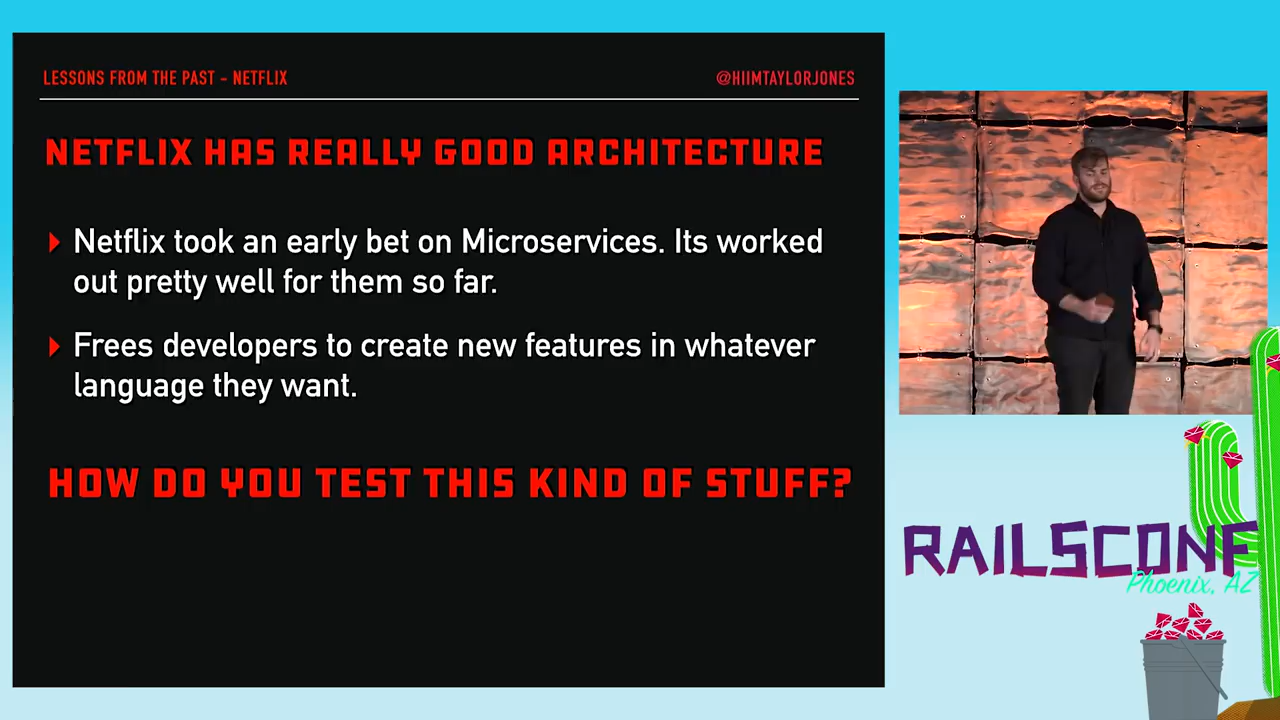 LESSONS FROM THE PAST - NETFLIX
@HIIMTAYLORJONES
NETFLIX HAS REALLY GOOD ARCHITECTURE
Netflix took an early bet on Microservices. Its worked
out pretty well for them so far.
Frees developers to create new features in whatever
language they want.
HOW DO YOU TEST THIS KIND OF STUFF?
RAILSCONF
Phoenix, AZ